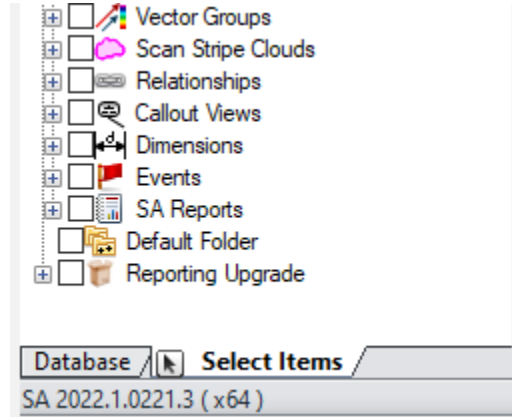 Vector Groups
Scan Stripe Clouds
Relationships
Callout Views
Dimensions
Events
SA Reports
Default Folder
Reporting Upgrade
Database Select Items
SA 2022.1.0221.3 ( x64 )